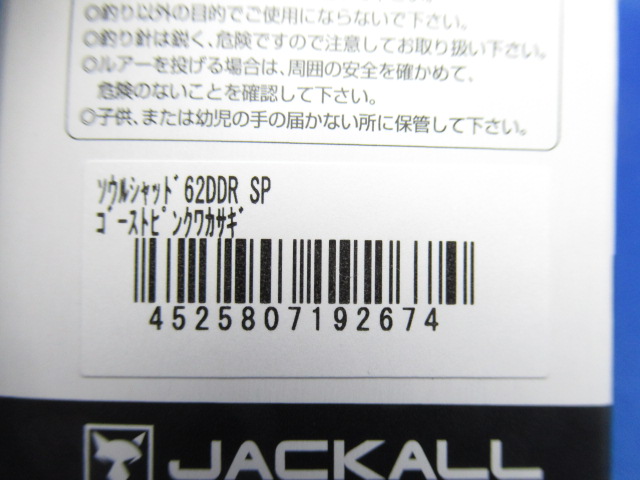 ◎釣り以外の目的でご使用にならないで下さい。
◎釣り針は鋭く、危険ですので注意してお取り扱い下さい。
◎ルアーを投げる場合は、周囲の安全を確かめて、
危険のないことを確認して下さい。
◎子供、または幼児の手の届かない所に保管して下さい。
ｿｳﾙｼｬｯﾄﾞ62DDR SP
ｺﾞｰｽﾄﾋﾟﾝｸﾜｶｻｷﾞ
4525807192674
JACKALL